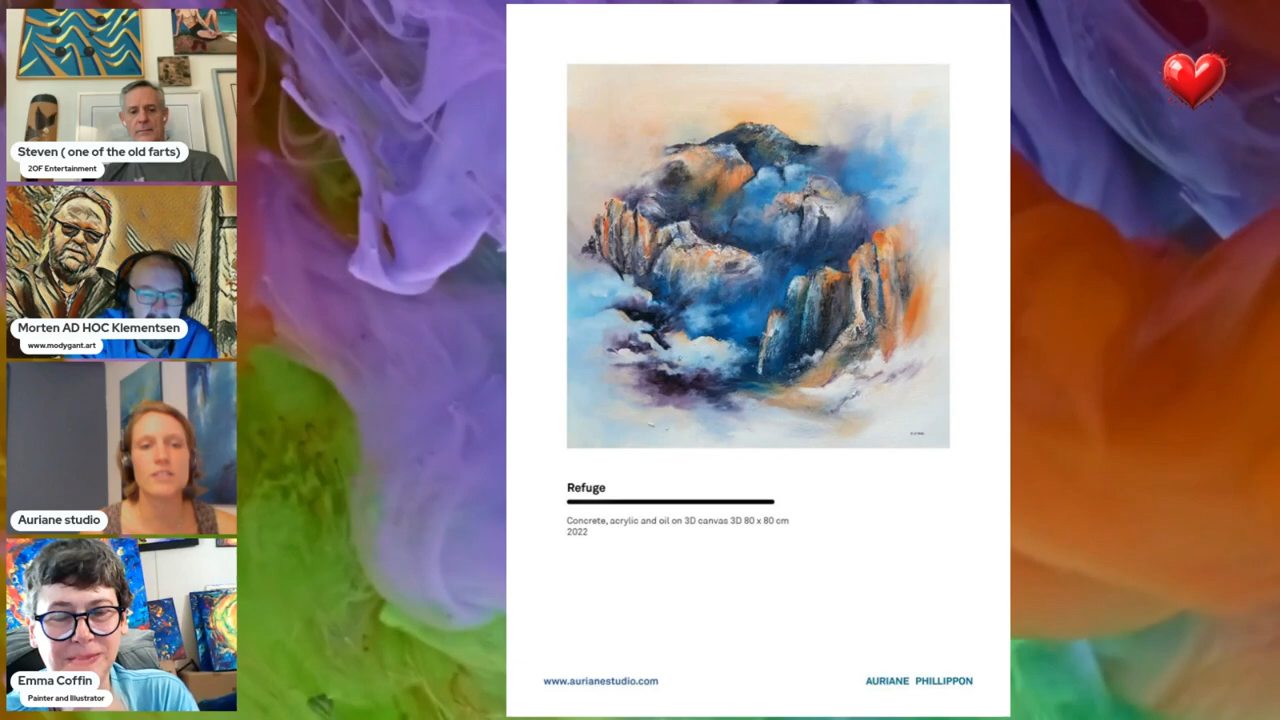 Steven ( one of the old farts)
2OF Entertainment
Morten AD HOC Klementsen
www.modygant.art
Auriane studio
Emma Coffin
Painter and Illustrator
Refuge
Concrete, acrylic and oil on 3D canvas 3D 80 x 80 cm
2022
www.aurianestudio.com
AURIANE PHILLIPPON